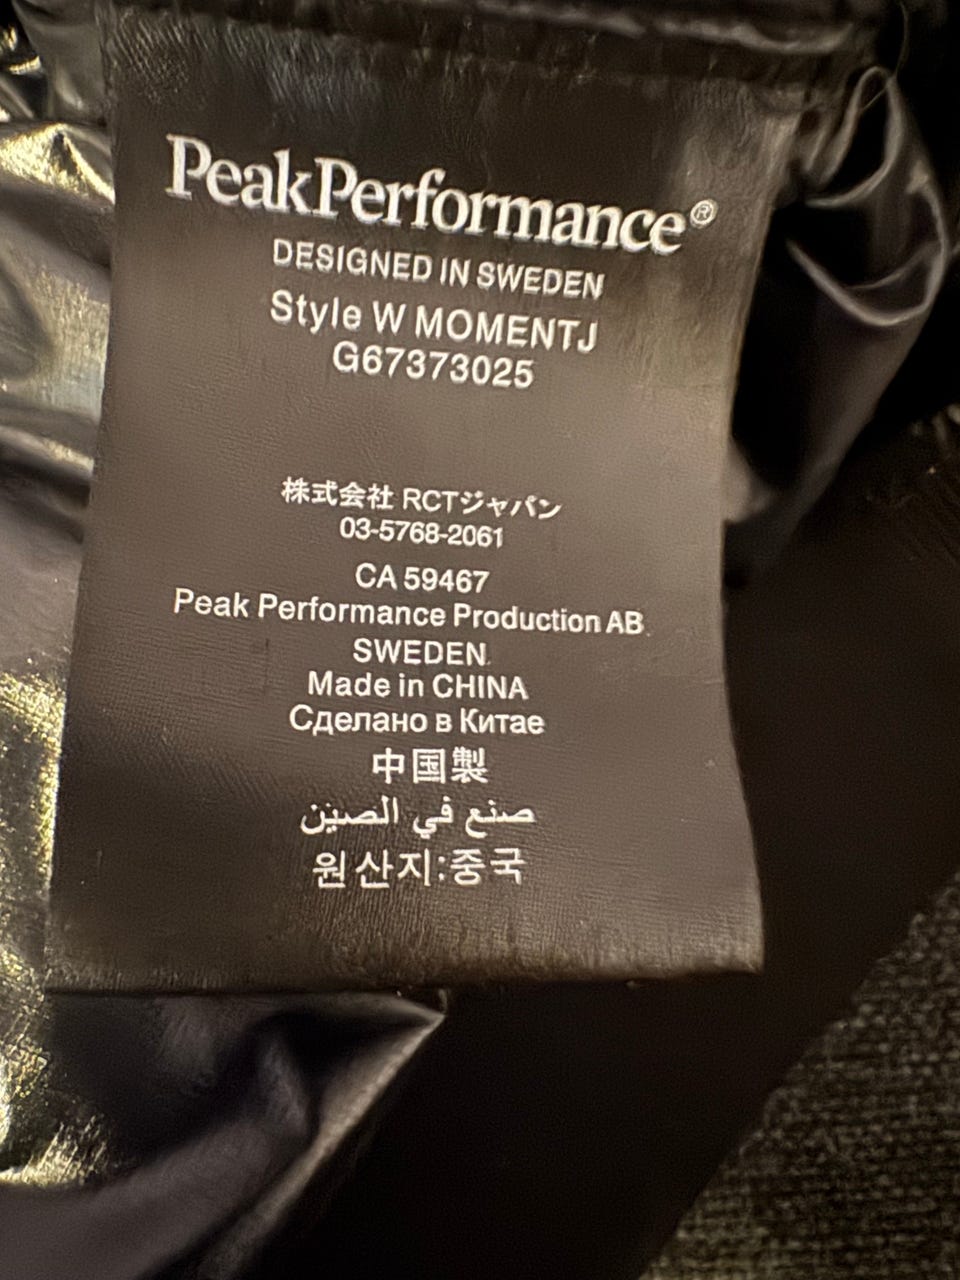 PeakPerformance®
DESIGNED IN SWEDEN
Style W MOMENTJ
G67373025
株式会社 RCTジャパン
03-5768-2061
CA 59467
Peak Performance Production AB
SWEDEN
Made in CHINA
Сделано в Китае
中国製
صنع في الصين
원산지:중국